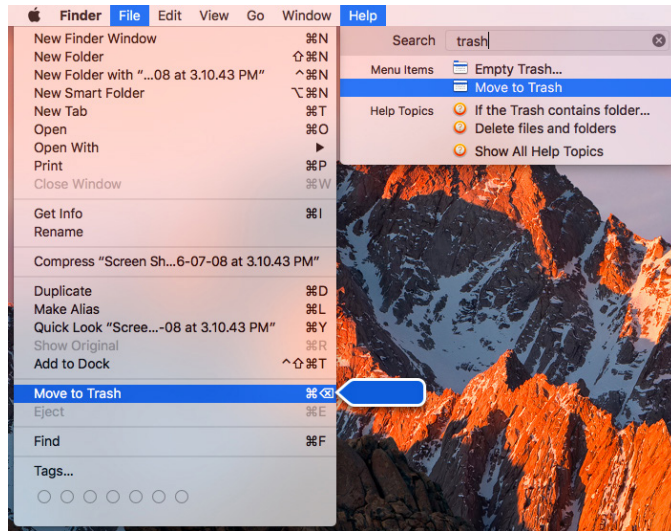 Finder File Edit View Go Window Help
New Finder Window ⌘N
New Folder ⇧⌘N
New Folder with “...08 at 3.10.43 PM” ^⌘N
New Smart Folder ⌥⌘N
New Tab ⌘T
Open ⌘O
Open With ▶
Print ⌘P
Close Window ⌘W
Get Info ⌘I
Rename
Compress “Screen Sh...6-07-08 at 3.10.43 PM”
Duplicate ⌘D
Make Alias ⌘L
Quick Look “Scree...-08 at 3.10.43 PM” ⌘Y
Show Original ⌘R
Add to Dock ^⇧⌘T
Move to Trash ⌘⌫
Eject ⌘E
Find ⌘F
Tags...
Search trash
Menu Items Empty Trash...
Move to Trash
Help Topics If the Trash contains folder...
Delete files and folders
Show All Help Topics